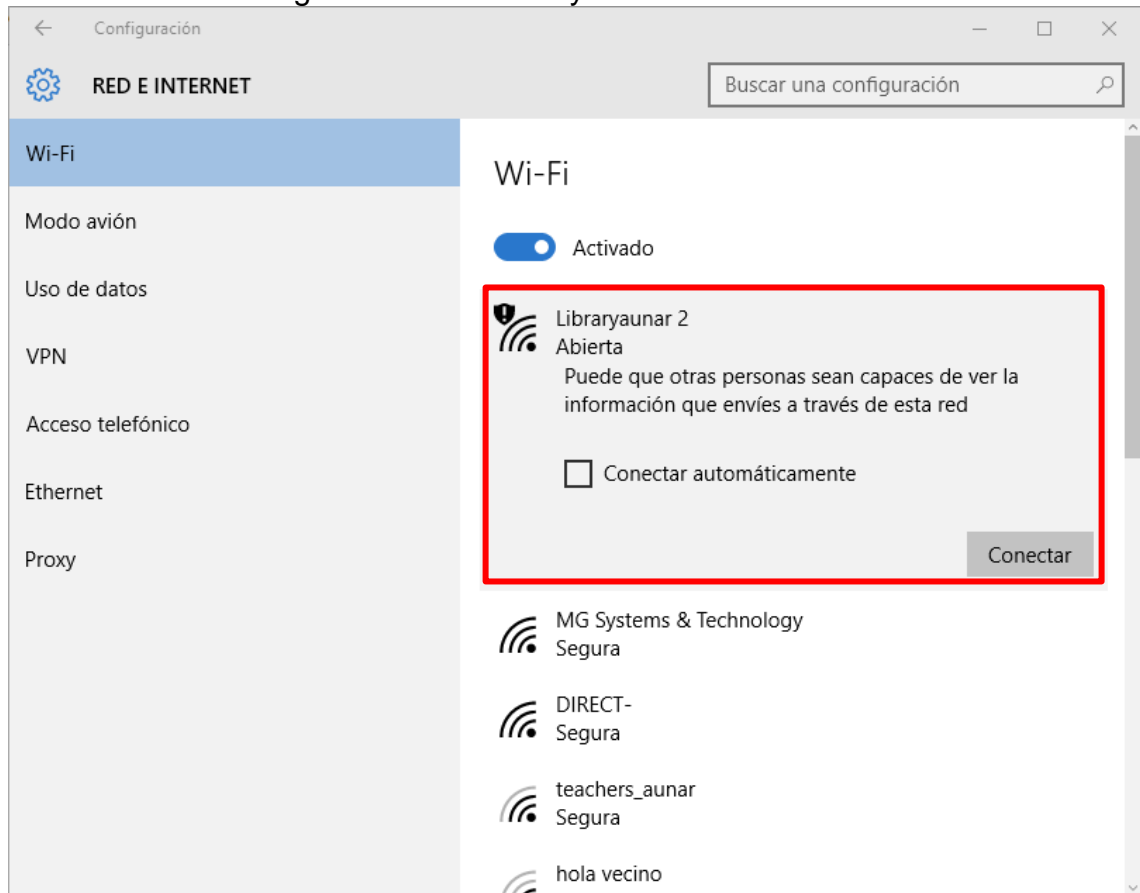 Configuración
RED E INTERNET
Buscar una configuración
Wi-Fi
Modo avión
Uso de datos
VPN
Acceso telefónico
Ethernet
Proxy
Wi-Fi
Activado
Libraryaunar 2
Abierta
Puede que otras personas sean capaces de ver la
información que envíes a través de esta red
Conectar automáticamente
Conectar
MG Systems & Technology
Segura
DIRECT-
Segura
teachers_aunar
Segura
hola vecino